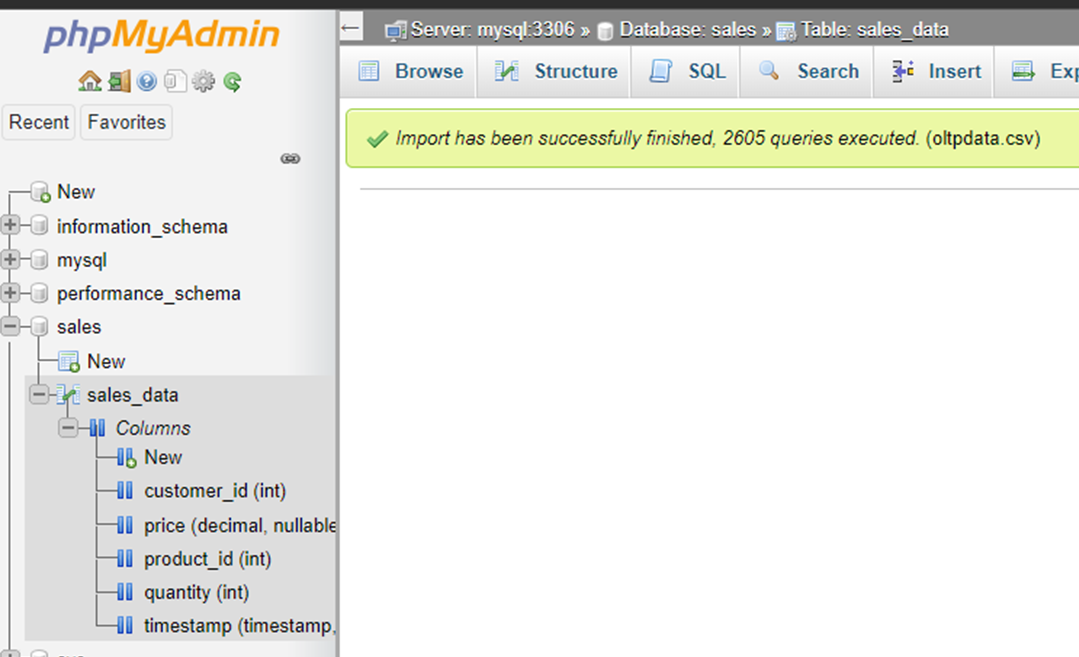 phpMyAdmin
Recent
Favorites
New
information_schema
mysql
performance_schema
sales
New
sales_data
Columns
New
customer_id (int)
price (decimal, nullable
product_id (int)
quantity (int)
timestamp (timestamp,
Server: mysql:3306 » Database: sales » Table: sales_data
Browse Structure SQL Search Insert Exp
Import has been successfully finished, 2605 queries executed. (oltpdata.csv)